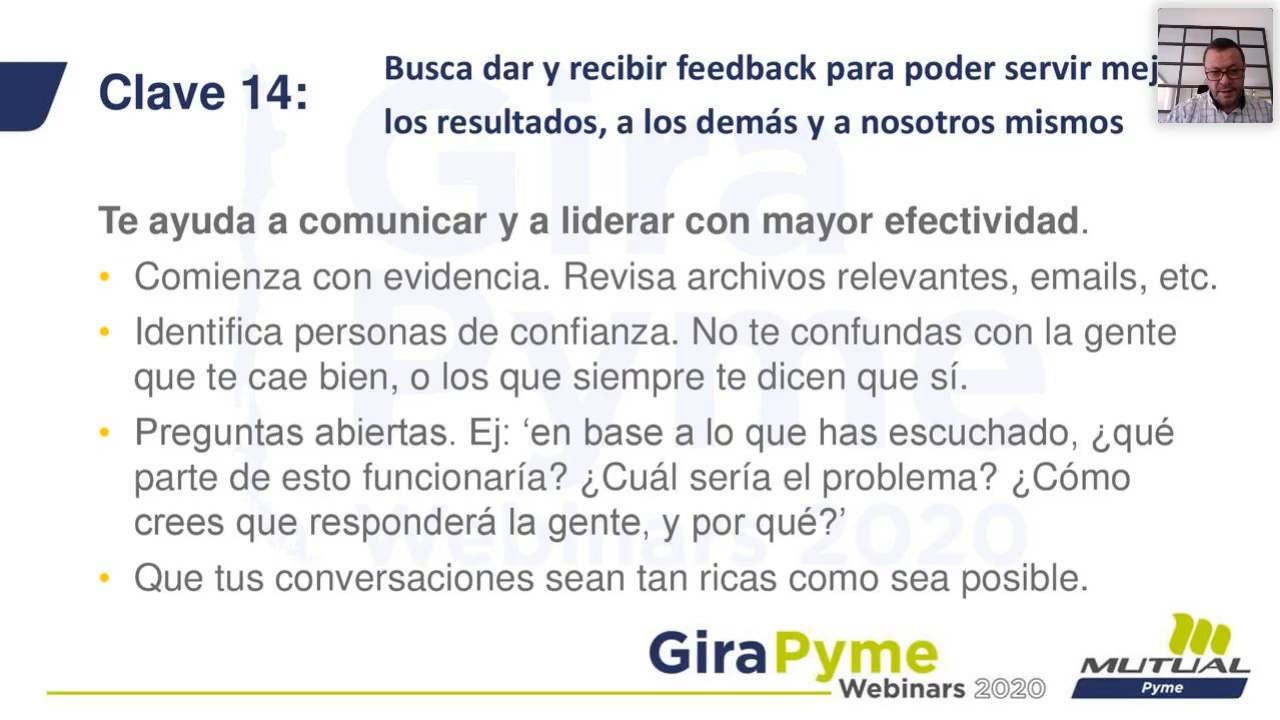 Clave 14:
Busca dar y recibir feedback para poder servir mej
los resultados, a los demás y a nosotros mismos
Te ayuda a comunicar y a liderar con mayor efectividad.
• Comienza con evidencia. Revisa archivos relevantes, emails, etc.
• Identifica personas de confianza. No te confundas con la gente
que te cae bien, o los que siempre te dicen que sí.
• Preguntas abiertas. Ej: ‘en base a lo que has escuchado, ¿qué
parte de esto funcionaría? ¿Cuál sería el problema? ¿Cómo
crees que responderá la gente, y por qué?’
• Que tus conversaciones sean tan ricas como sea posible.
Gira
Pyme
Webinars 2020
GiraPyme
Webinars 2020
MUTUAL
Pyme